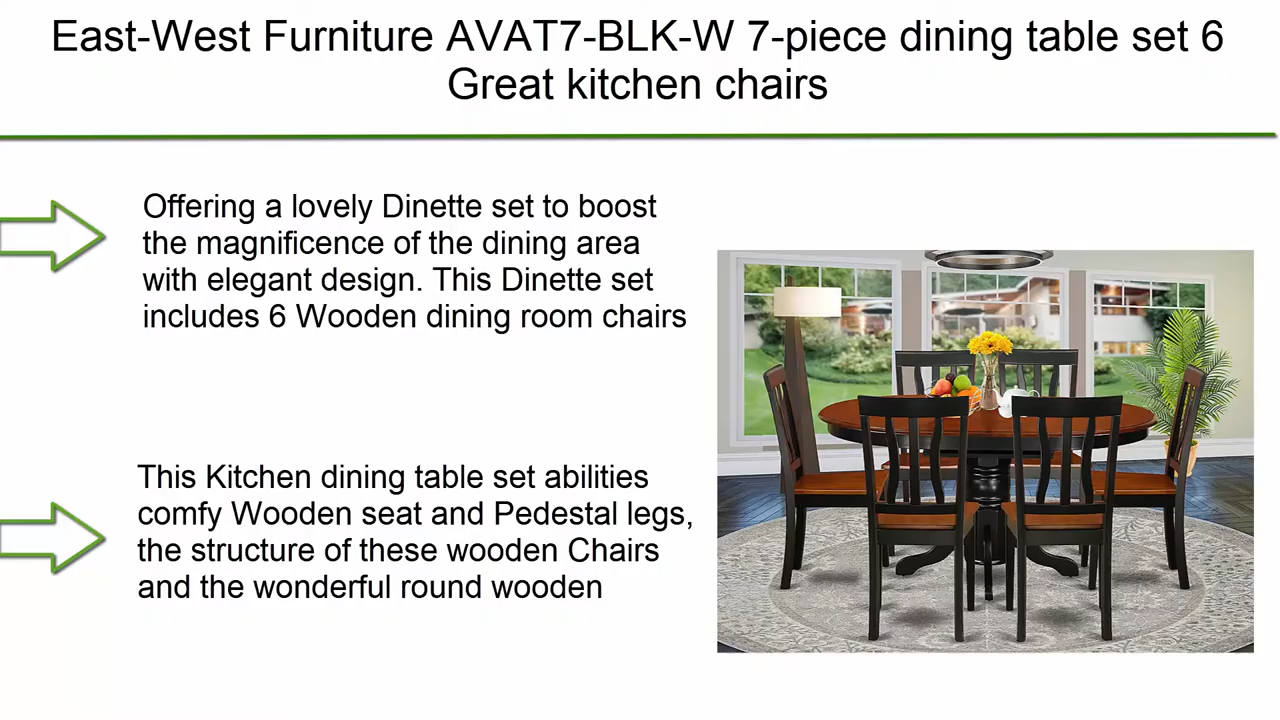 East-West Furniture AVAT7-BLK-W 7-piece dining table set 6
Great kitchen chairs
Offering a lovely Dinette set to boost
the magnificence of the dining area
with elegant design. This Dinette set
includes 6 Wooden dining room chairs
This Kitchen dining table set abilities
comfy Wooden seat and Pedestal legs,
the structure of these wooden Chairs
and the wonderful round wooden